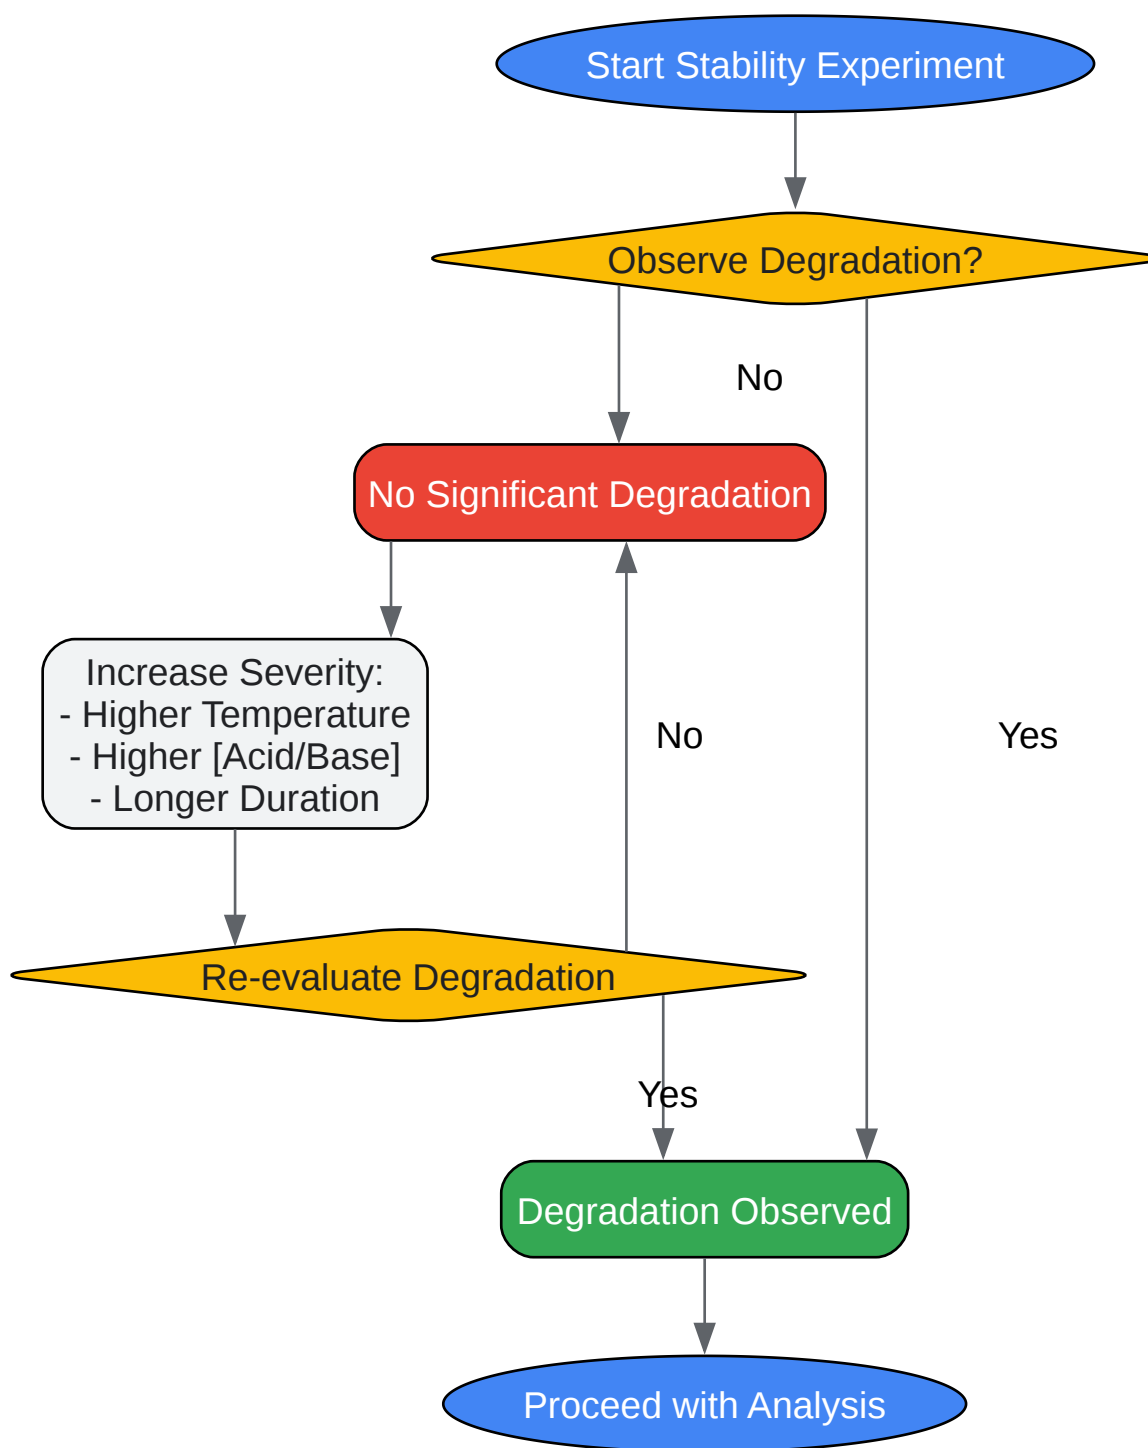 Start Stability Experiment
Observe Degradation?
No
No Significant Degradation
Increase Severity:
- Higher Temperature
- Higher [Acid/Base]
- Longer Duration
No
Yes
Re-evaluate Degradation
Yes
Degradation Observed
Proceed with Analysis